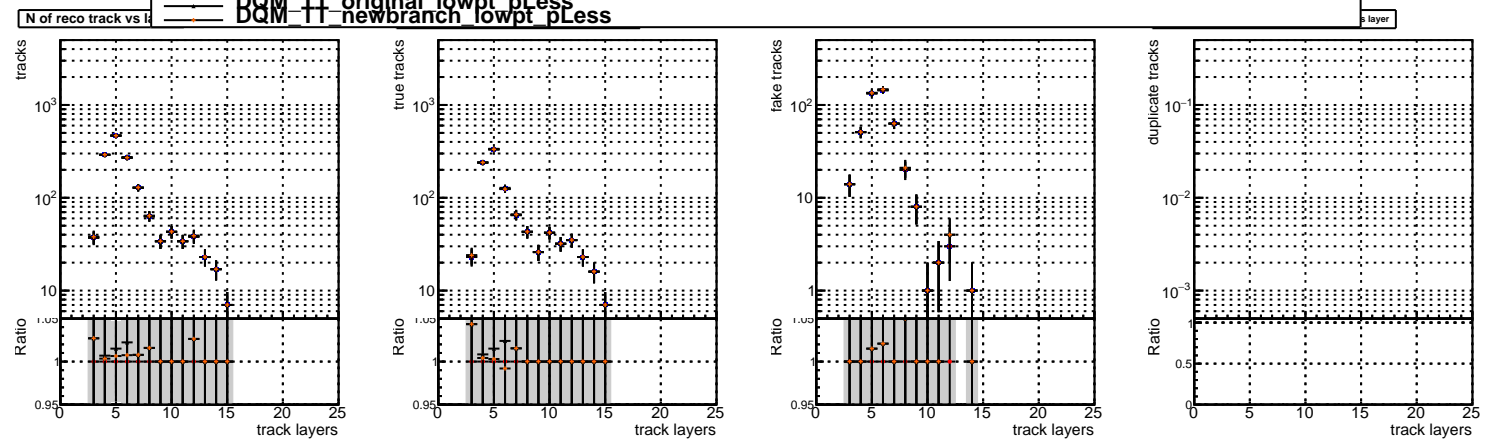 DQM_TT_original_lowpt_pLess
DQM_TT_newbranch_lowpt_pLess
N of reco track vs la
s layer
tracks
10³
10²
10
Ratio
1.05
1
0.95
0 5 10 15 20 25
track layers
true tracks
10³
10²
10
Ratio
1.05
1
0.95
0 5 10 15 20 25
track layers
fake tracks
10²
10
1
Ratio
1.05
1
0.95
0 5 10 15 20 25
track layers
duplicate tracks
10⁻¹
10⁻²
10⁻³
Ratio
1
0.5
0
0 5 10 15 20 25
track layers